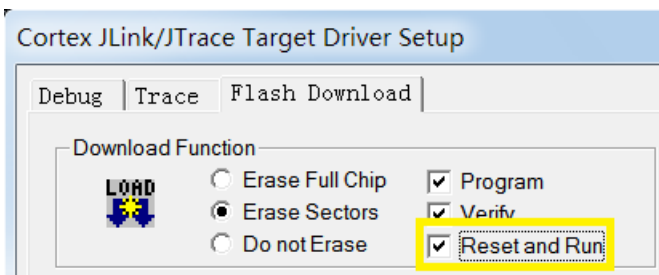 Cortex JLink/JTrace Target Driver Setup
Debug Trace Flash Download
Download Function
LOAD
Erase Full Chip Program
Erase Sectors Verify
Do not Erase Reset and Run